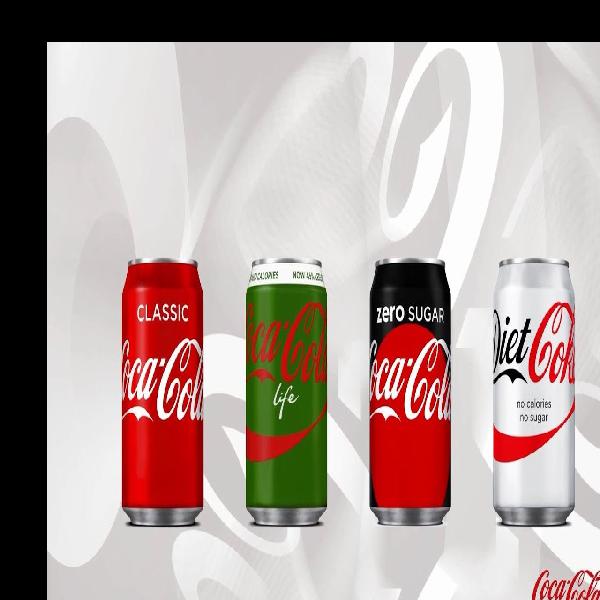 CLASSIC
Coca-Cola
Coca-Cola
life
zero SUGAR
Coca-Cola
Diet Coke
no calories
no sugar
Coca-Cola